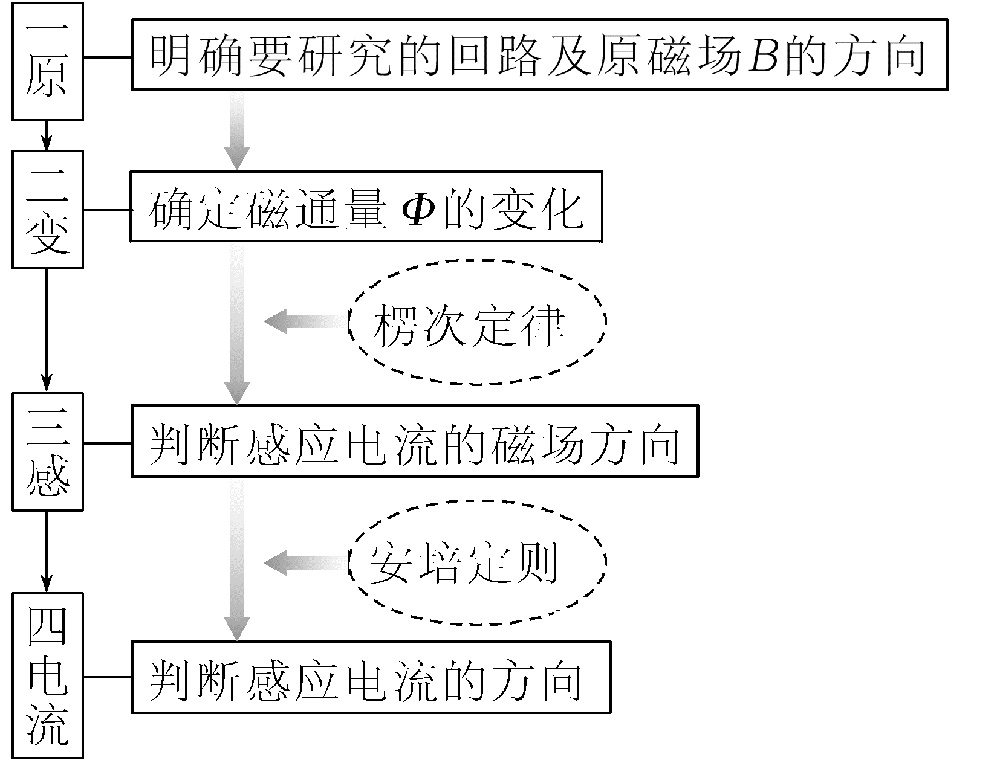 一原
明确要研究的回路及原磁场B的方向
二变
确定磁通量Φ的变化
楞次定律
三感
判断感应电流的磁场方向
安培定则
四电流
判断感应电流的方向